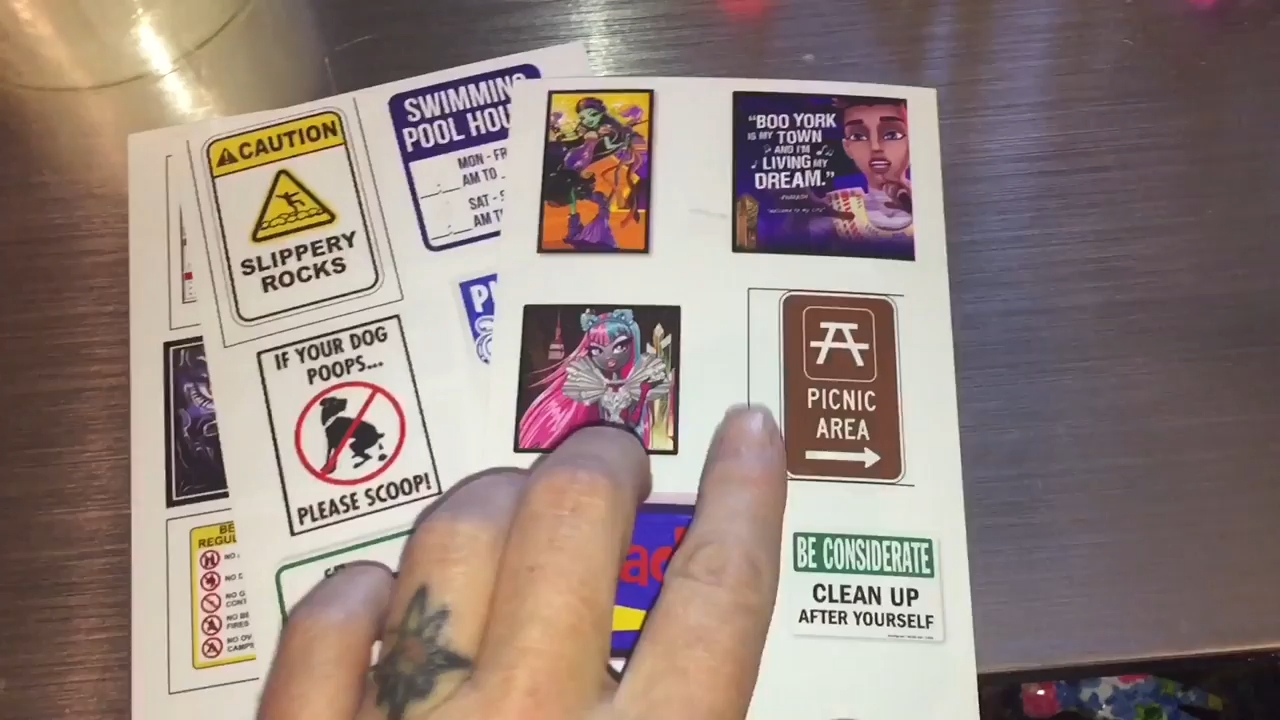 CAUTION
SLIPPERY
ROCKS
SWIMMING
POOL HOU
MON - FR
AM TO
SAT - S
AM T
"BOO YORK
IS MY TOWN
AND I'M
LIVING MY
DREAM."
IF YOUR DOG
POOPS...
PLEASE SCOOP!
PICNIC
AREA
BE
REGUL
NO
NO
NO G
CONT
NO BE
FIRES
NO OV
CAMPE
BE CONSIDERATE
CLEAN UP
AFTER YOURSELF